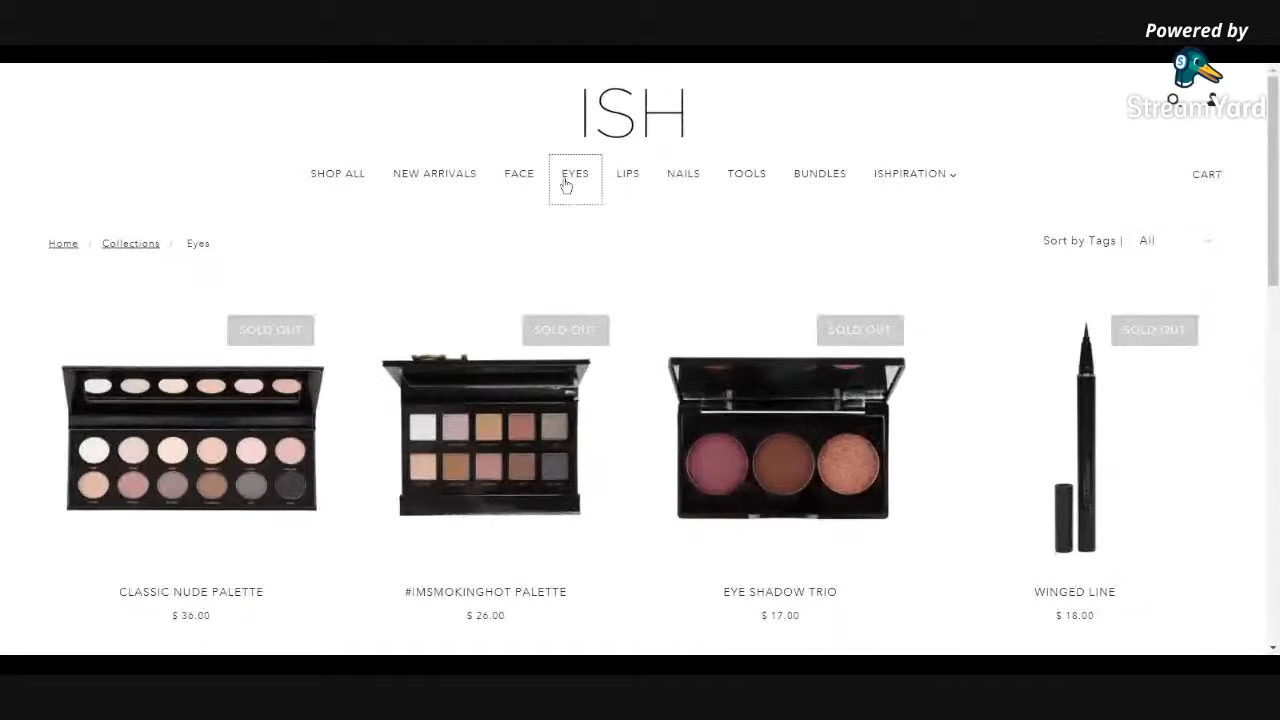 Powered by
StreamYard
ISH
SHOP ALL NEW ARRIVALS FACE EYES LIPS NAILS TOOLS BUNDLES ISHPIRATION CART
Home / Collections / Eyes
Sort by Tags | All
SOLD OUT SOLD OUT SOLD OUT SOLD OUT
CLASSIC NUDE PALETTE #IMSMOKINGHOT PALETTE EYE SHADOW TRIO WINGED LINE
$ 36.00 $ 26.00 $ 17.00 $ 18.00